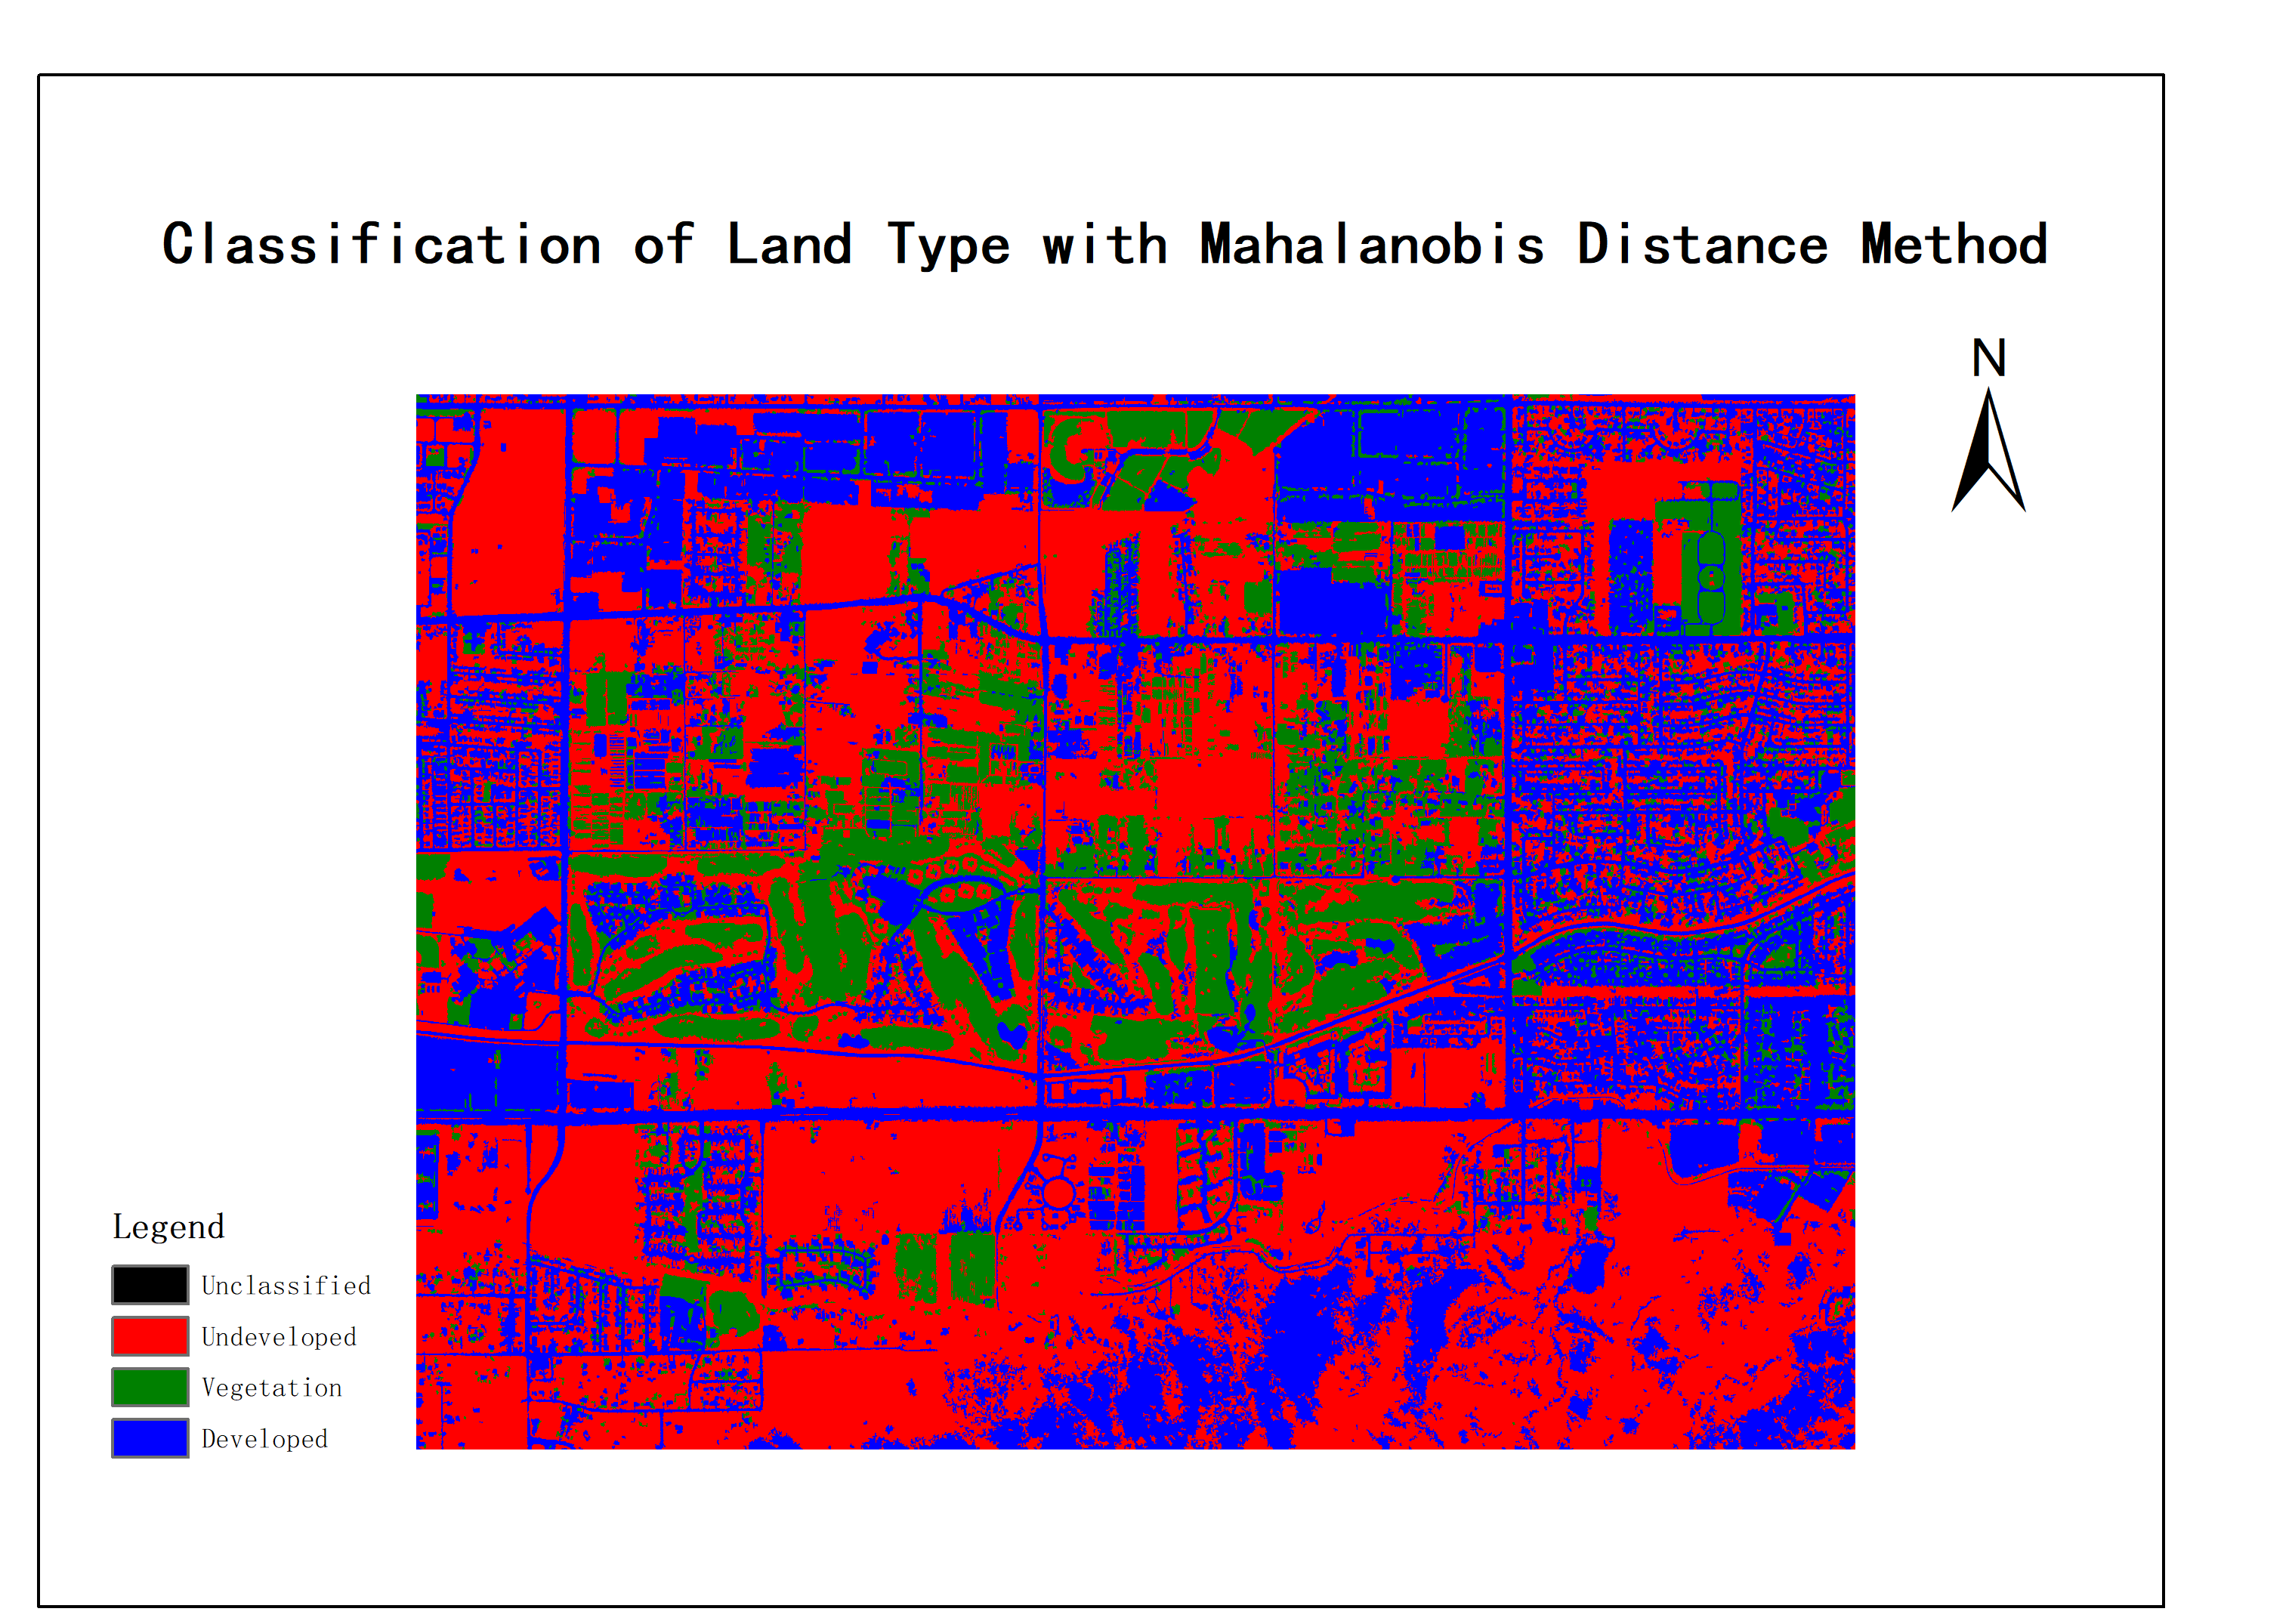 Classification of Land Type with Mahalanobis Distance Method
N
Legend
Unclassified
Undeveloped
Vegetation
Developed